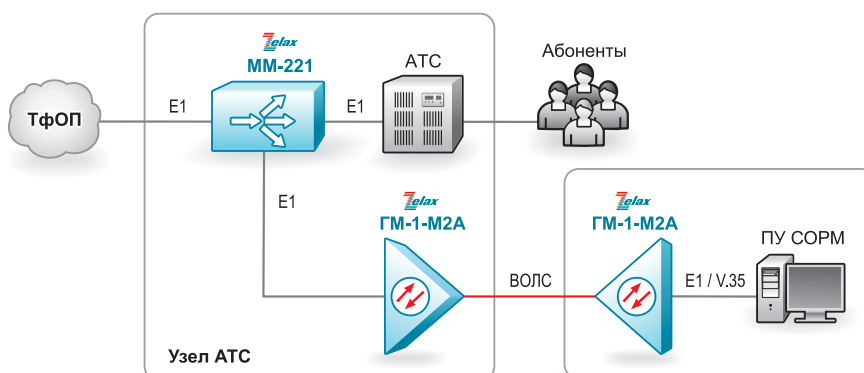 Zelax
ММ-221
АТС
Абоненты
ТфОП
E1
E1
E1
Zelax
ГМ-1-М2А
Zelax
ГМ-1-М2А
ПУ СОРМ
ВОЛС
E1 / V.35
Узел АТС